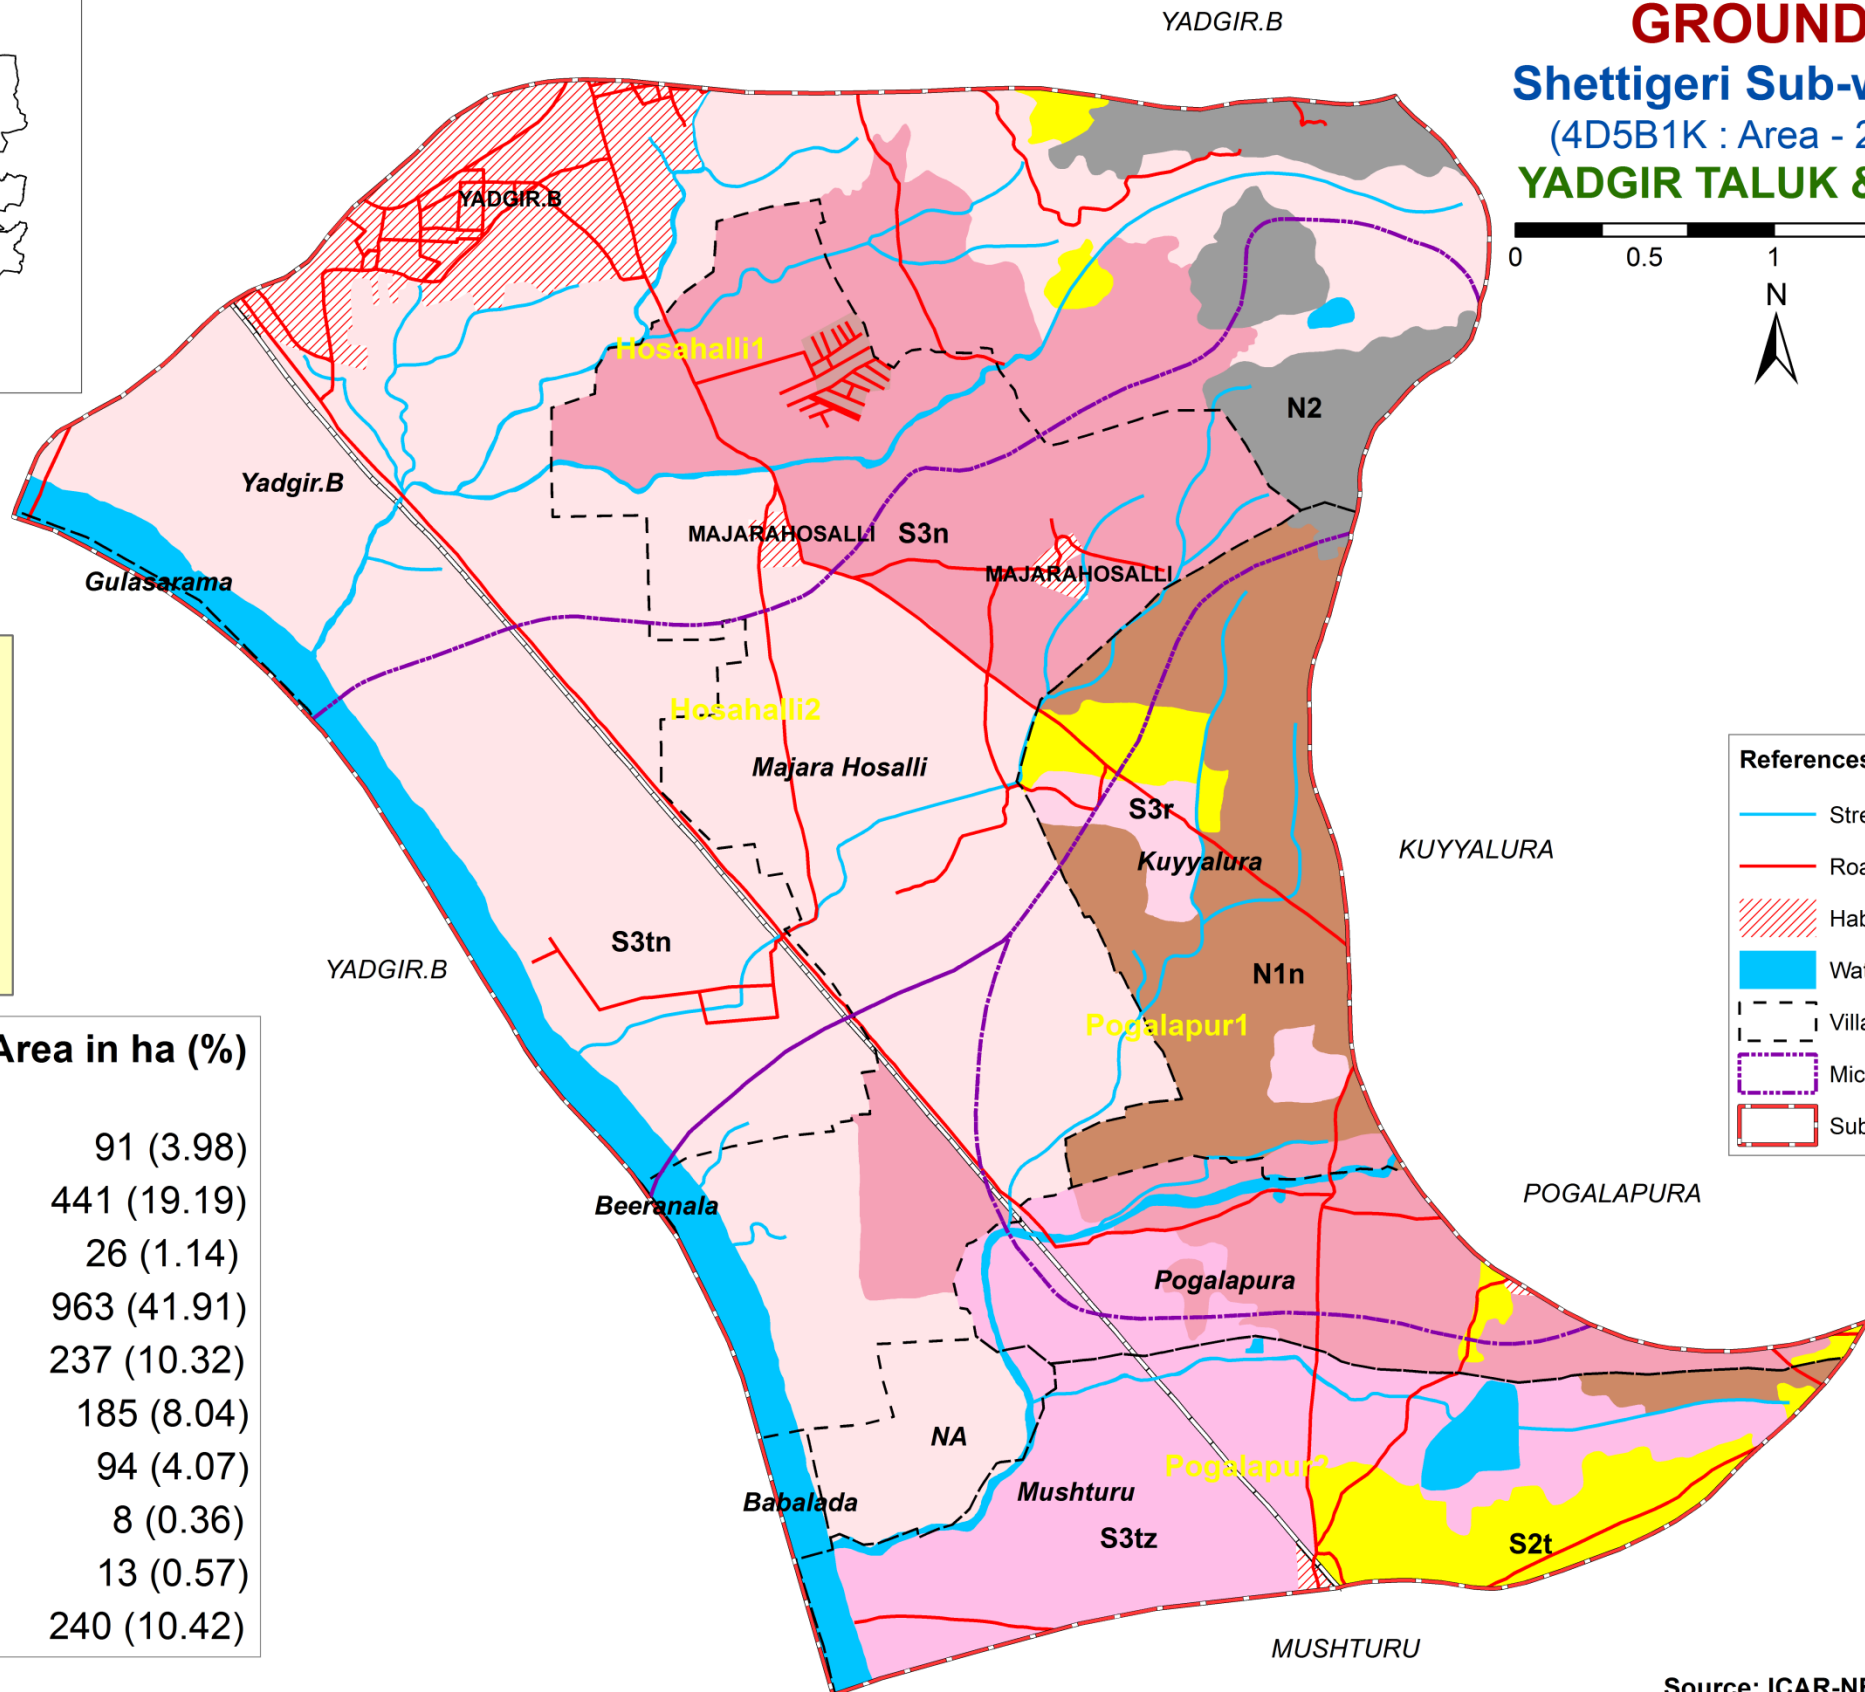 YADGIR.B
GROUND
Shettigeri Sub-w
(4D5B1K : Area - 2
YADGIR TALUK &
0 0.5 1
N
YADGIR.B
Hosahalli1
N2
Yadgir.B
MAJARAHOSALLI
S3n
MAJARAHOSALLI
Gulasarama
Hosahalli2
Majara Hosalli
S3r
Kuyyalura
KUYYALURA
S3tn
YADGIR.B
N1n
Pogalapur1
Beeranala
POGALAPURA
Pogalapura
NA
Pogalapur2
Mushturu
Babalada
S3tz
S2t
MUSHTURU
References
Stre
Roa
Hab
Wat
Villa
Mic
Sub
Area in ha (%)
91 (3.98)
441 (19.19)
26 (1.14)
963 (41.91)
237 (10.32)
185 (8.04)
94 (4.07)
8 (0.36)
13 (0.57)
240 (10.42)